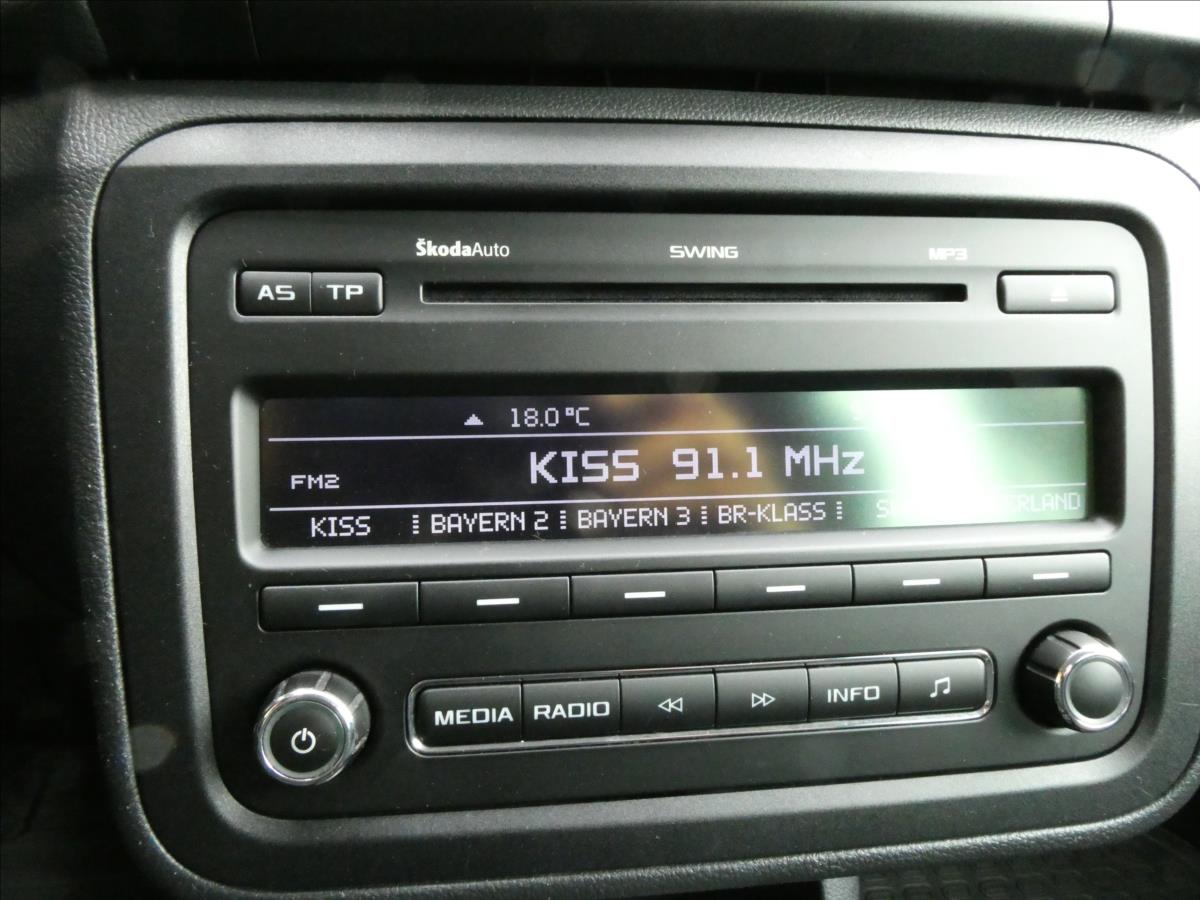 ŠkodaAuto SWING MP3
AS TP
18.0 °C
KISS 91.1 MHz
FM2
KISS BAYERN 2 BAYERN 3 BR-KLASS
MEDIA RADIO INFO